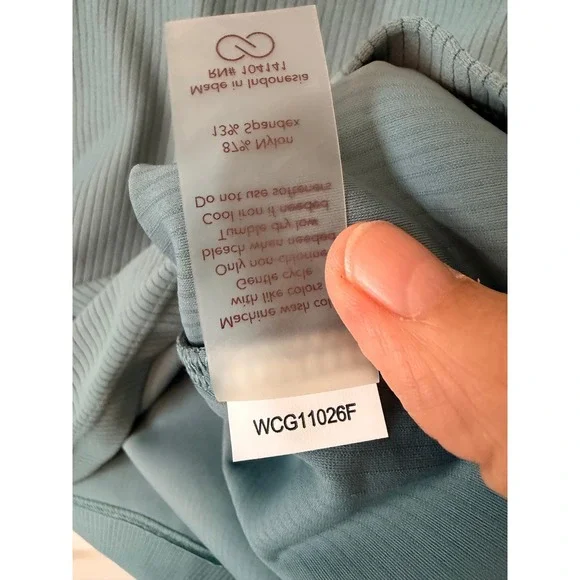 Machine wash col
with like colors
Gentle cycle
Only non-chlorine
bleach when needed
Tumble dry low
Cool iron if needed
Do not use softeners
87% Nylon
13% Spandex
Made in Indonesia
RN# 104141
WCG11026F